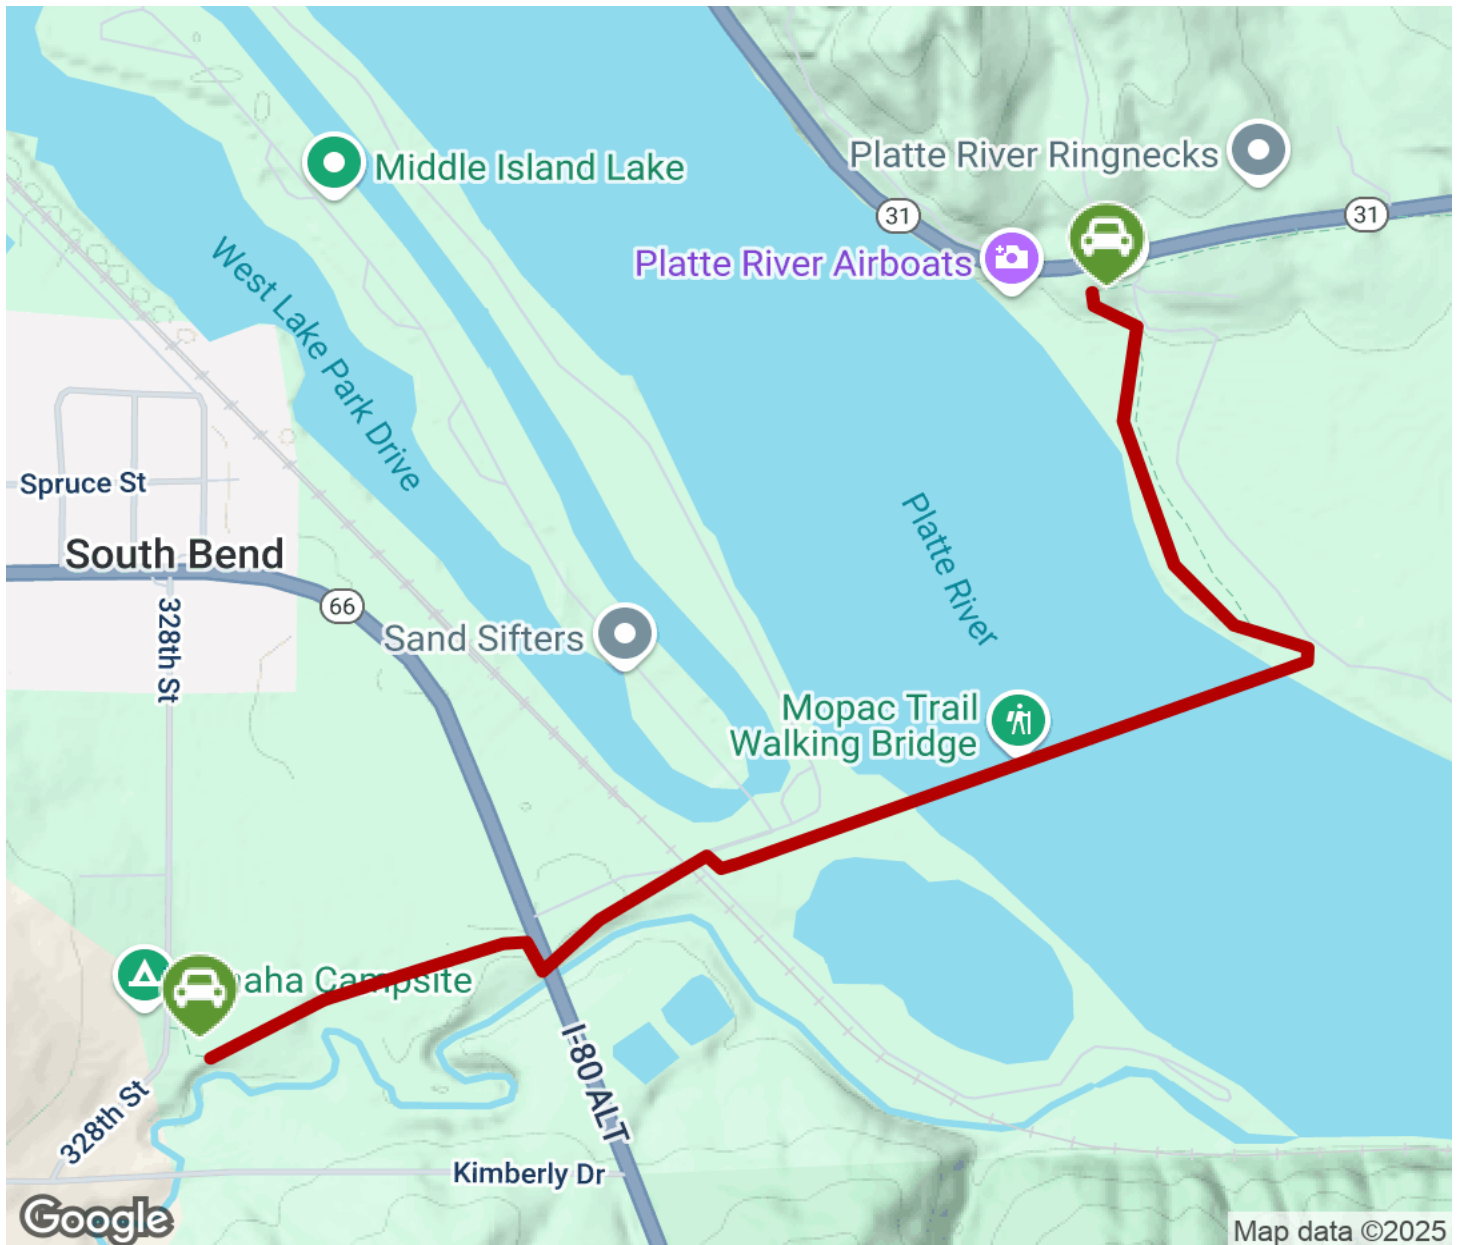 Middle Island Lake
Platte River Ringnecks
31
31
Platte River Airboats
West Lake Park Drive
Spruce St
South Bend
Platte River
328th St
66
Sand Sifters
Mopac Trail
Walking Bridge
aha Campsite
I-80 ALT
328th St
Kimberly Dr
Google
Map data ©2025